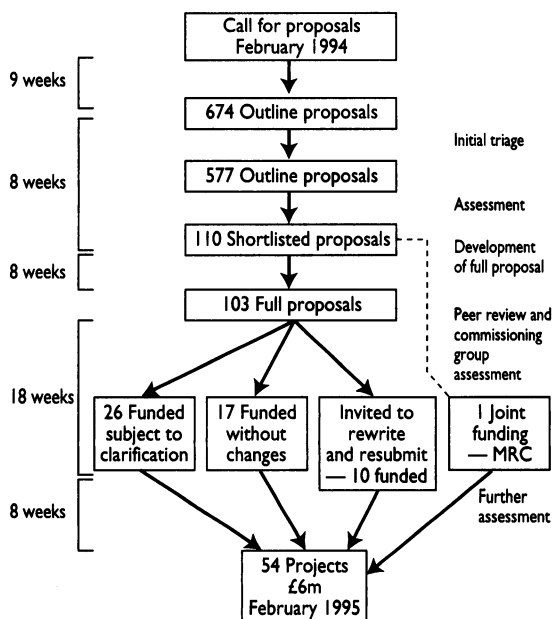 Call for proposals
February 1994
9 weeks
674 Outline proposals
Initial triage
8 weeks
577 Outline proposals
Assessment
110 Shortlisted proposals
Development
of full proposal
8 weeks
103 Full proposals
Peer review and
commissioning
group
assessment
18 weeks
26 Funded
subject to
clarification
17 Funded
without
changes
Invited to
rewrite
and resubmit
— 10 funded
1 Joint
funding
— MRC
Further
assessment
8 weeks
54 Projects
£6m
February 1995